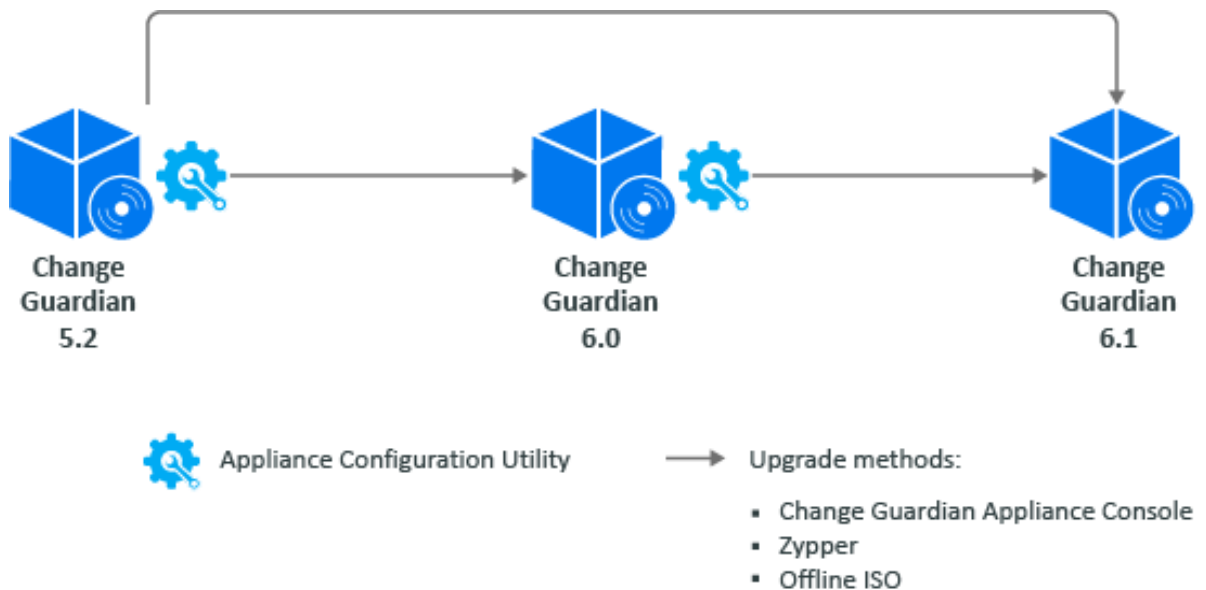 Change
Guardian
5.2
Change
Guardian
6.0
Change
Guardian
6.1
Appliance Configuration Utility
Upgrade methods:
▪ Change Guardian Appliance Console
▪ Zypper
▪ Offline ISO